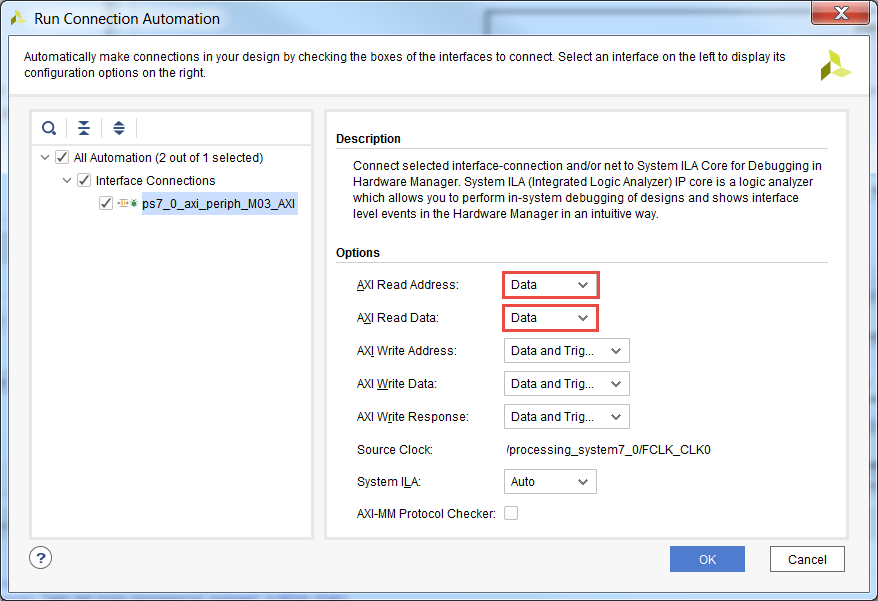 Run Connection Automation
Automatically make connections in your design by checking the boxes of the interfaces to connect. Select an interface on the left to display its
configuration options on the right.
All Automation (2 out of 1 selected)
Interface Connections
ps7_0_axi_periph_M03_AXI
Description
Connect selected interface-connection and/or net to System ILA Core for Debugging in
Hardware Manager. System ILA (Integrated Logic Analyzer) IP core is a logic analyzer
which allows you to perform in-system debugging of designs and shows interface
level events in the Hardware Manager in an intuitive way.
Options
AXI Read Address: Data
AXI Read Data: Data
AXI Write Address: Data and Trig...
AXI Write Data: Data and Trig...
AXI Write Response: Data and Trig...
Source Clock: /processing_system7_0/FCLK_CLK0
System ILA: Auto
AXI-MM Protocol Checker:
?
OK
Cancel